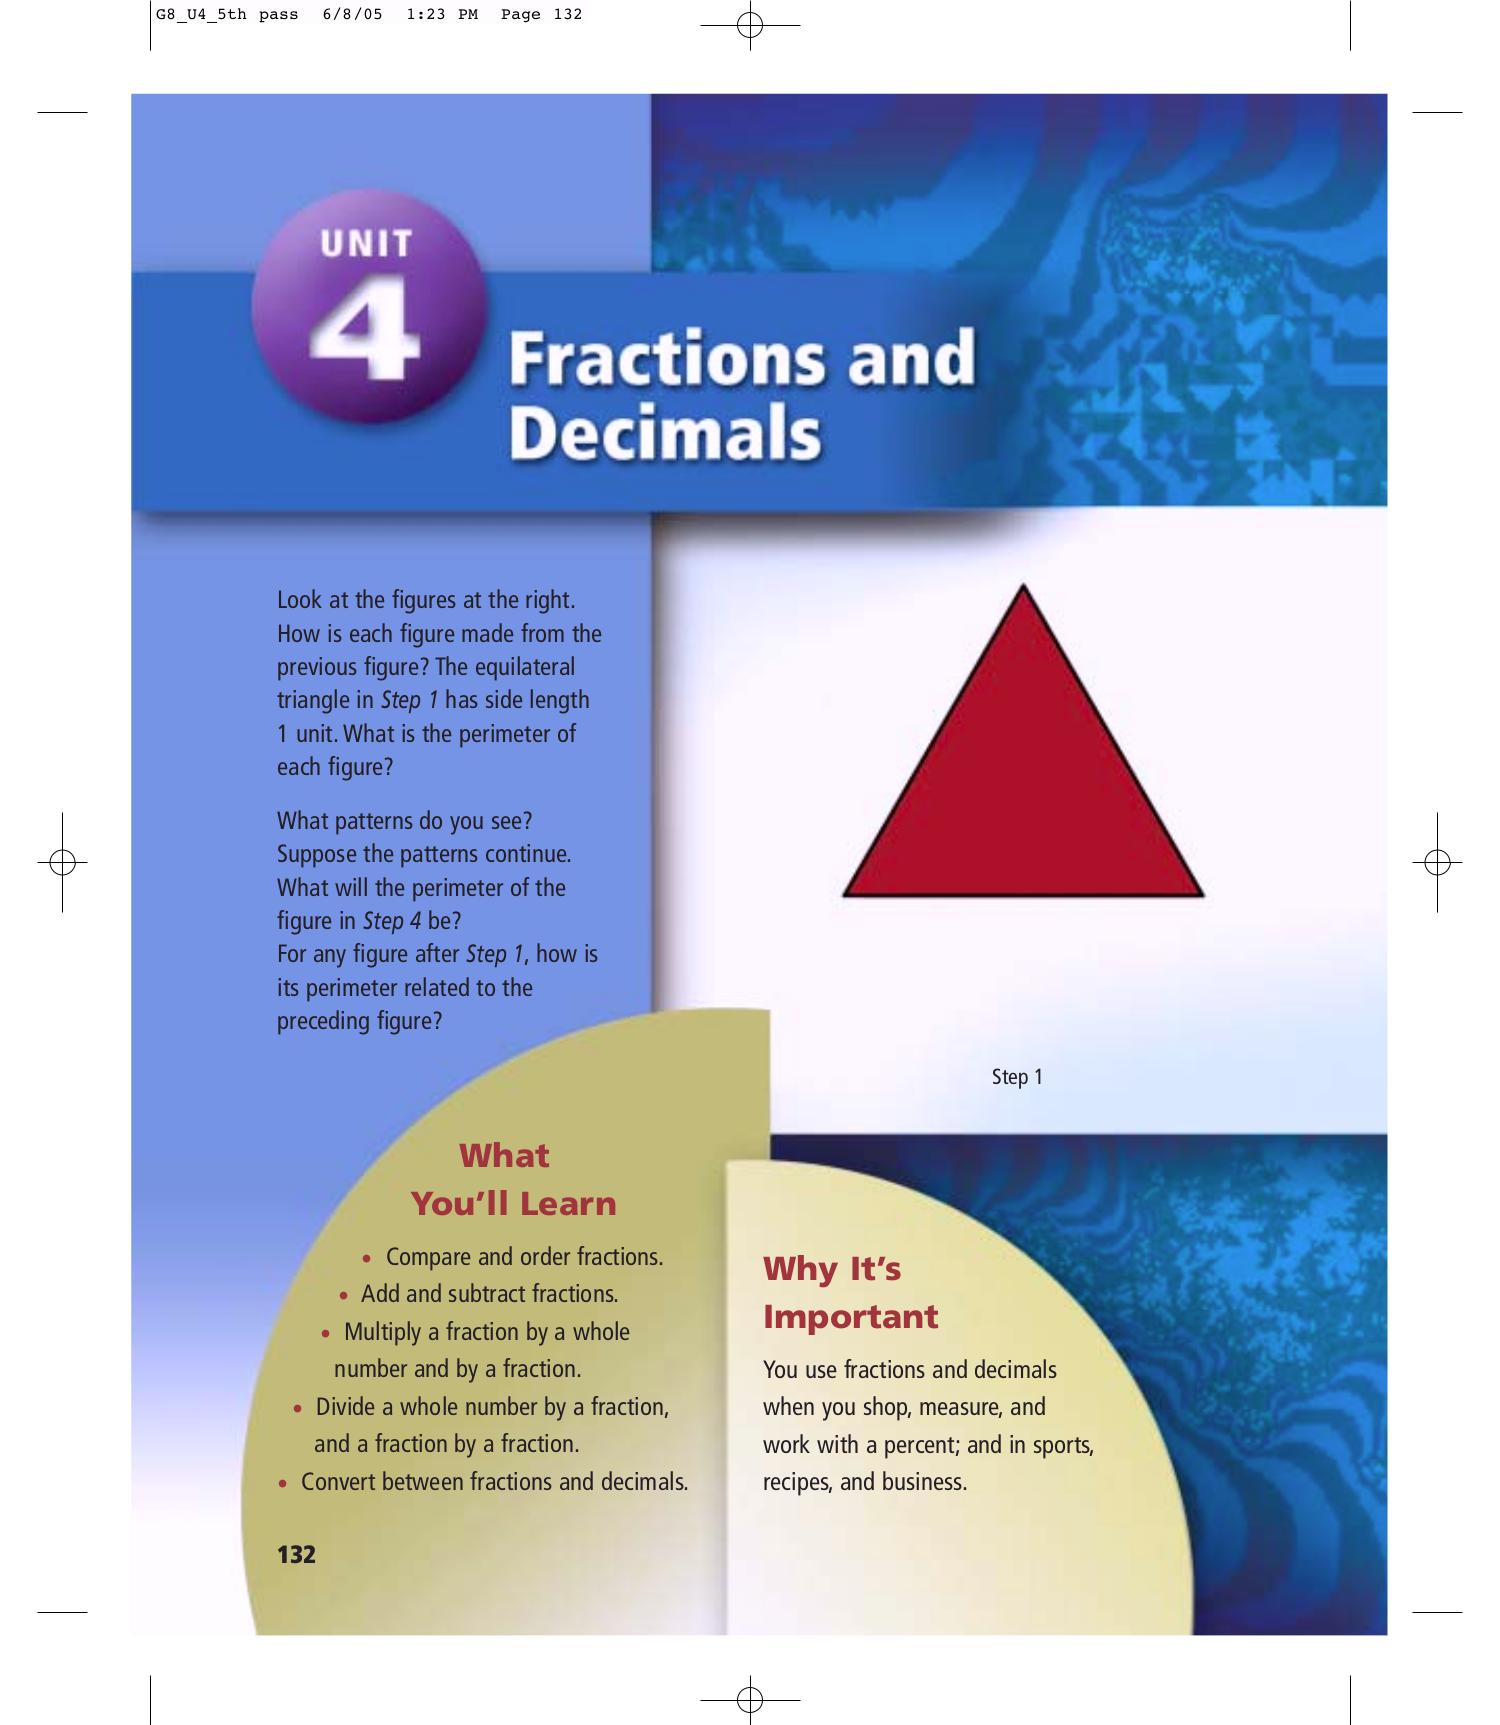 G8_U4_5th pass 6/8/05 1:23 PM Page 132
UNIT
4
Fractions and
Decimals
Look at the figures at the right.
How is each figure made from the
previous figure? The equilateral
triangle in Step 1 has side length
1 unit. What is the perimeter of
each figure?
What patterns do you see?
Suppose the patterns continue.
What will the perimeter of the
figure in Step 4 be?
For any figure after Step 1, how is
its perimeter related to the
preceding figure?
Step 1
What
You’ll Learn
• Compare and order fractions.
• Add and subtract fractions.
• Multiply a fraction by a whole
number and by a fraction.
• Divide a whole number by a fraction,
and a fraction by a fraction.
• Convert between fractions and decimals.
Why It’s
Important
You use fractions and decimals
when you shop, measure, and
work with a percent; and in sports,
recipes, and business.
132